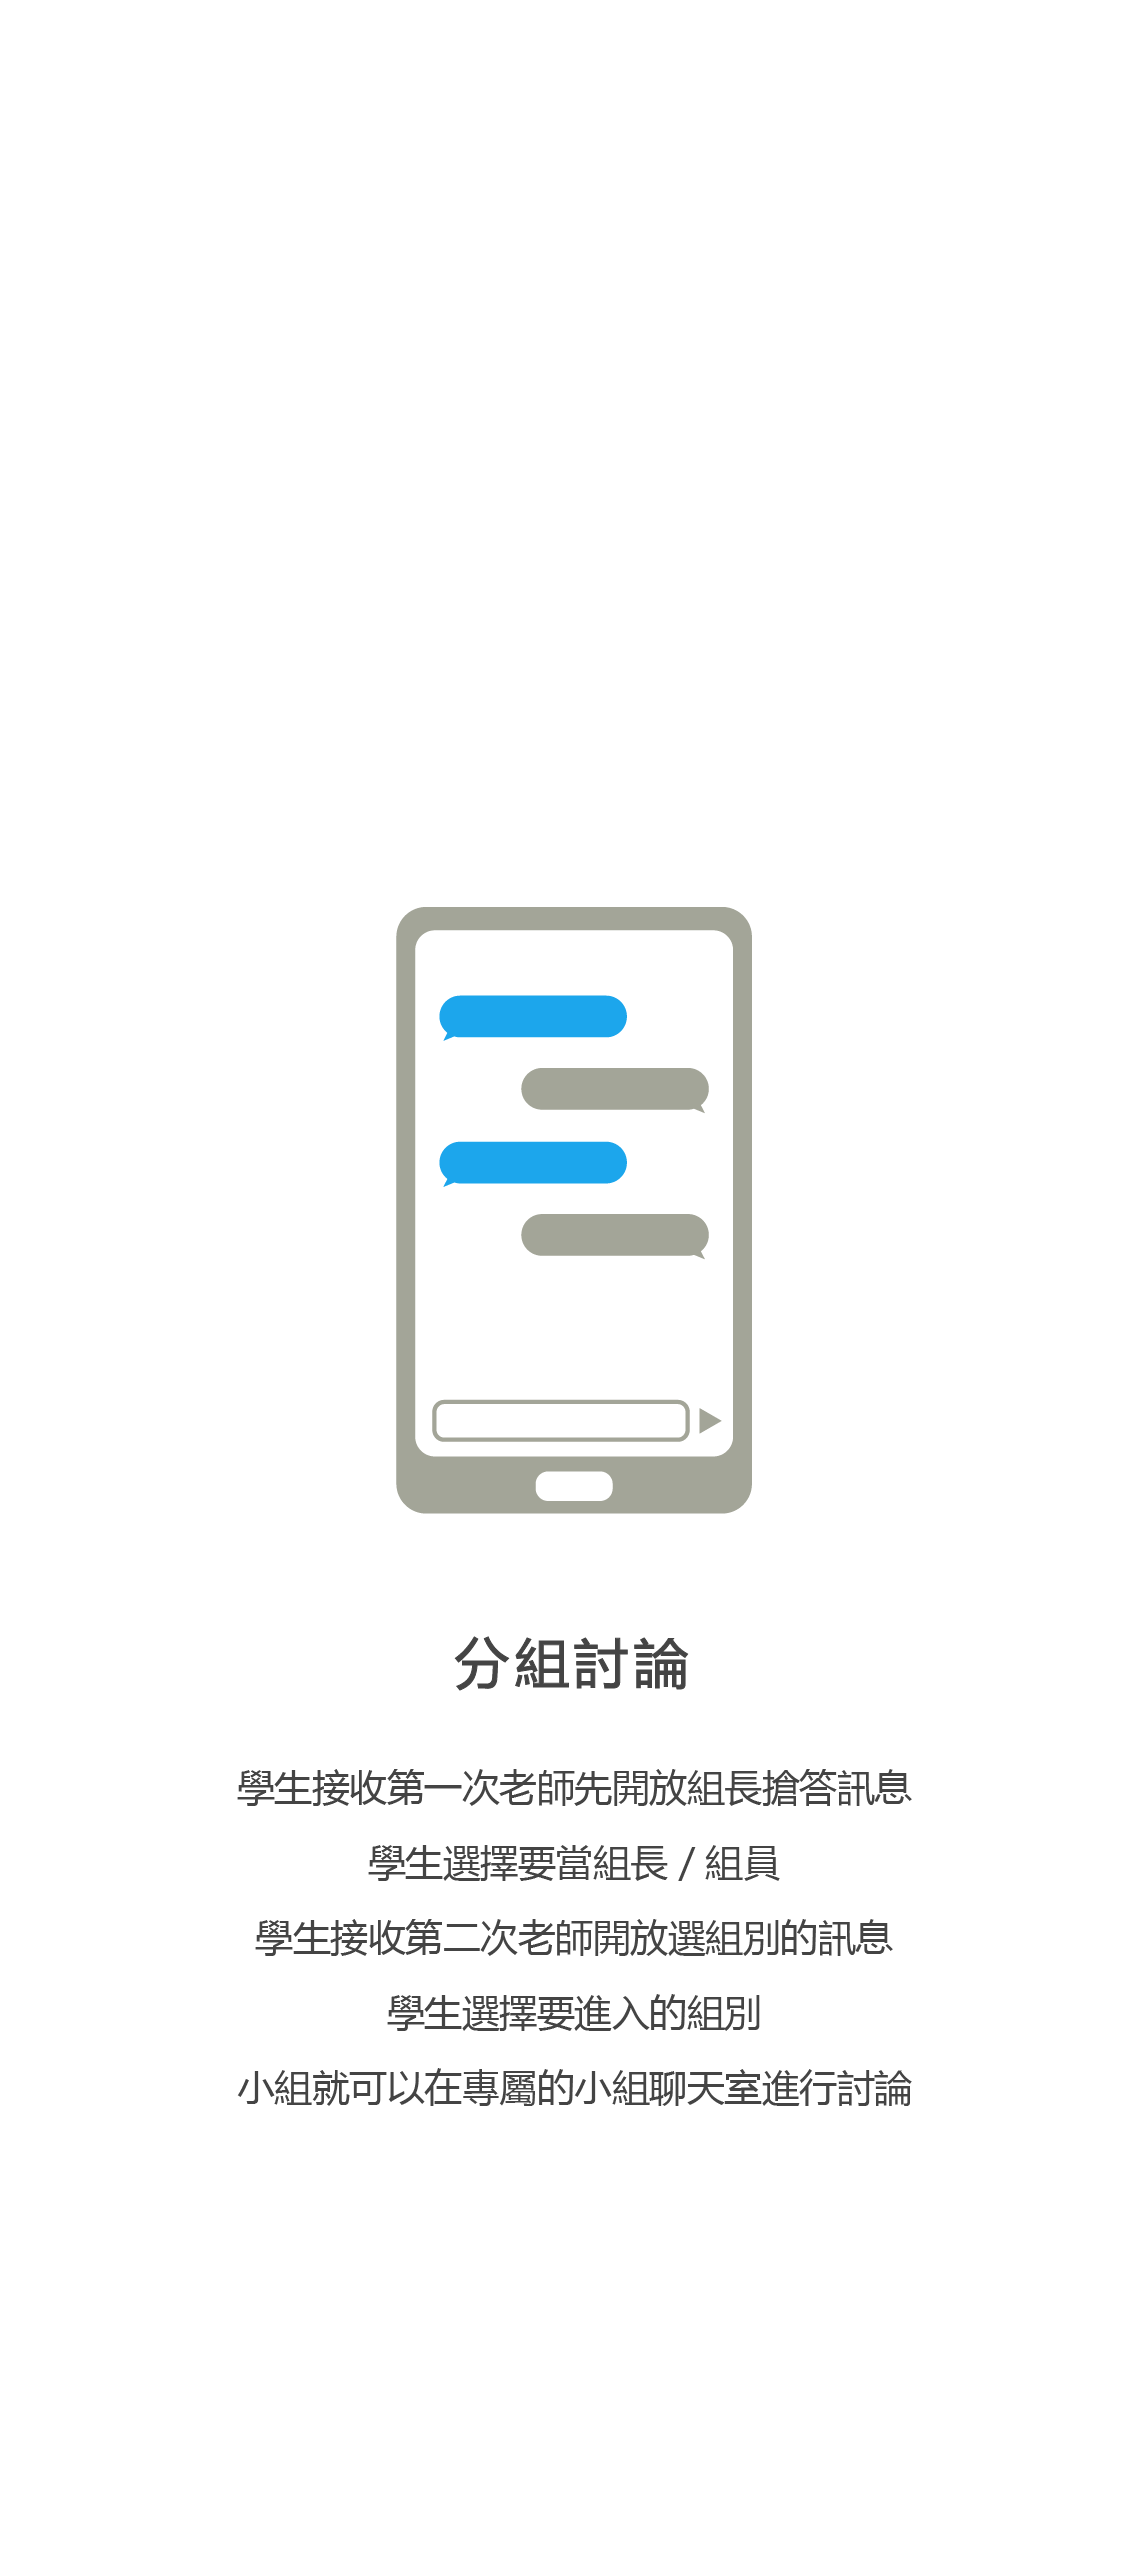 分組討論
學生接收第一次老師先開放組長搶答訊息
學生選擇要當組長 / 組員
學生接收第二次老師開放選組別的訊息
學生選擇要進入的組別
小組就可以在專屬的小組聊天室進行討論